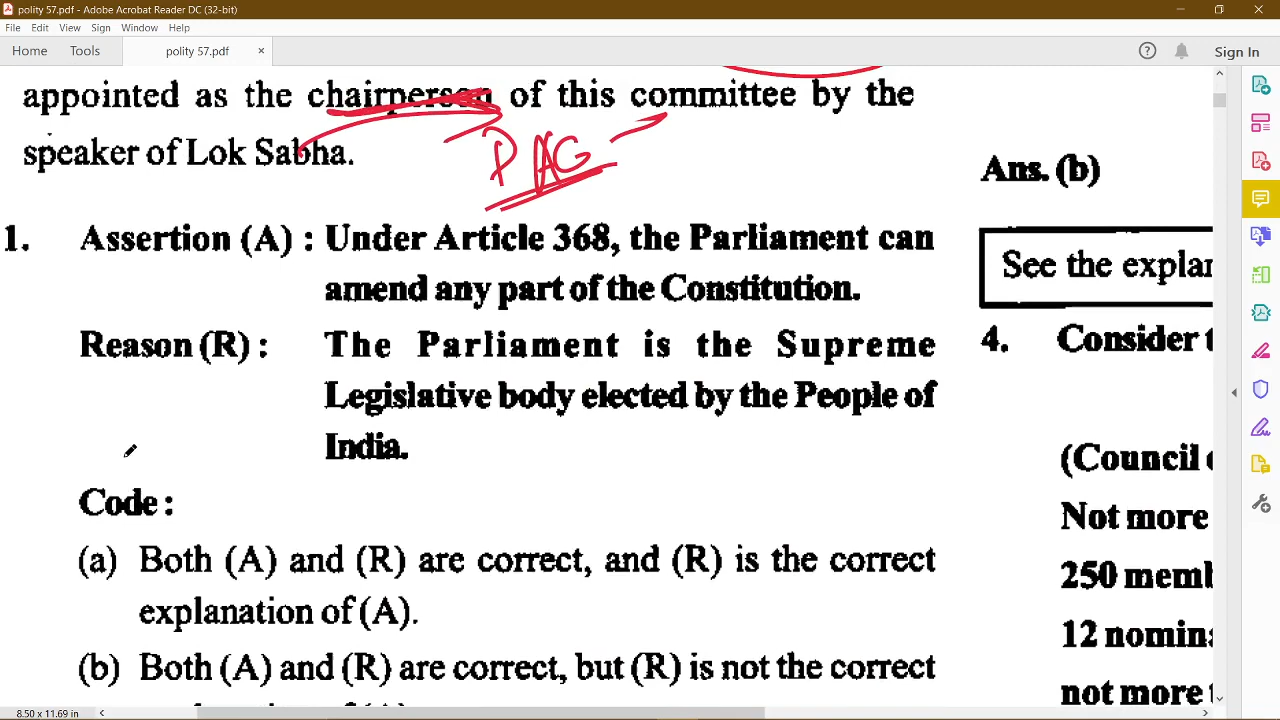 polity 57.pdf - Adobe Acrobat Reader DC (32-bit)
File Edit View Sign Window Help
Home Tools polity 57.pdf × Sign In
appointed as the chairperson of this committee by the
speaker of Lok Sabha.
PAG
1. Assertion (A) : Under Article 368, the Parliament can
amend any part of the Constitution.
Reason (R) : The Parliament is the Supreme
Legislative body elected by the People of
India.
Code :
(a) Both (A) and (R) are correct, and (R) is the correct
explanation of (A).
(b) Both (A) and (R) are correct, but (R) is not the correct
Ans. (b)
See the explan
4. Consider t
(Council
Not more
250 memb
12 nomina
not more t
8.50 x 11.69 in